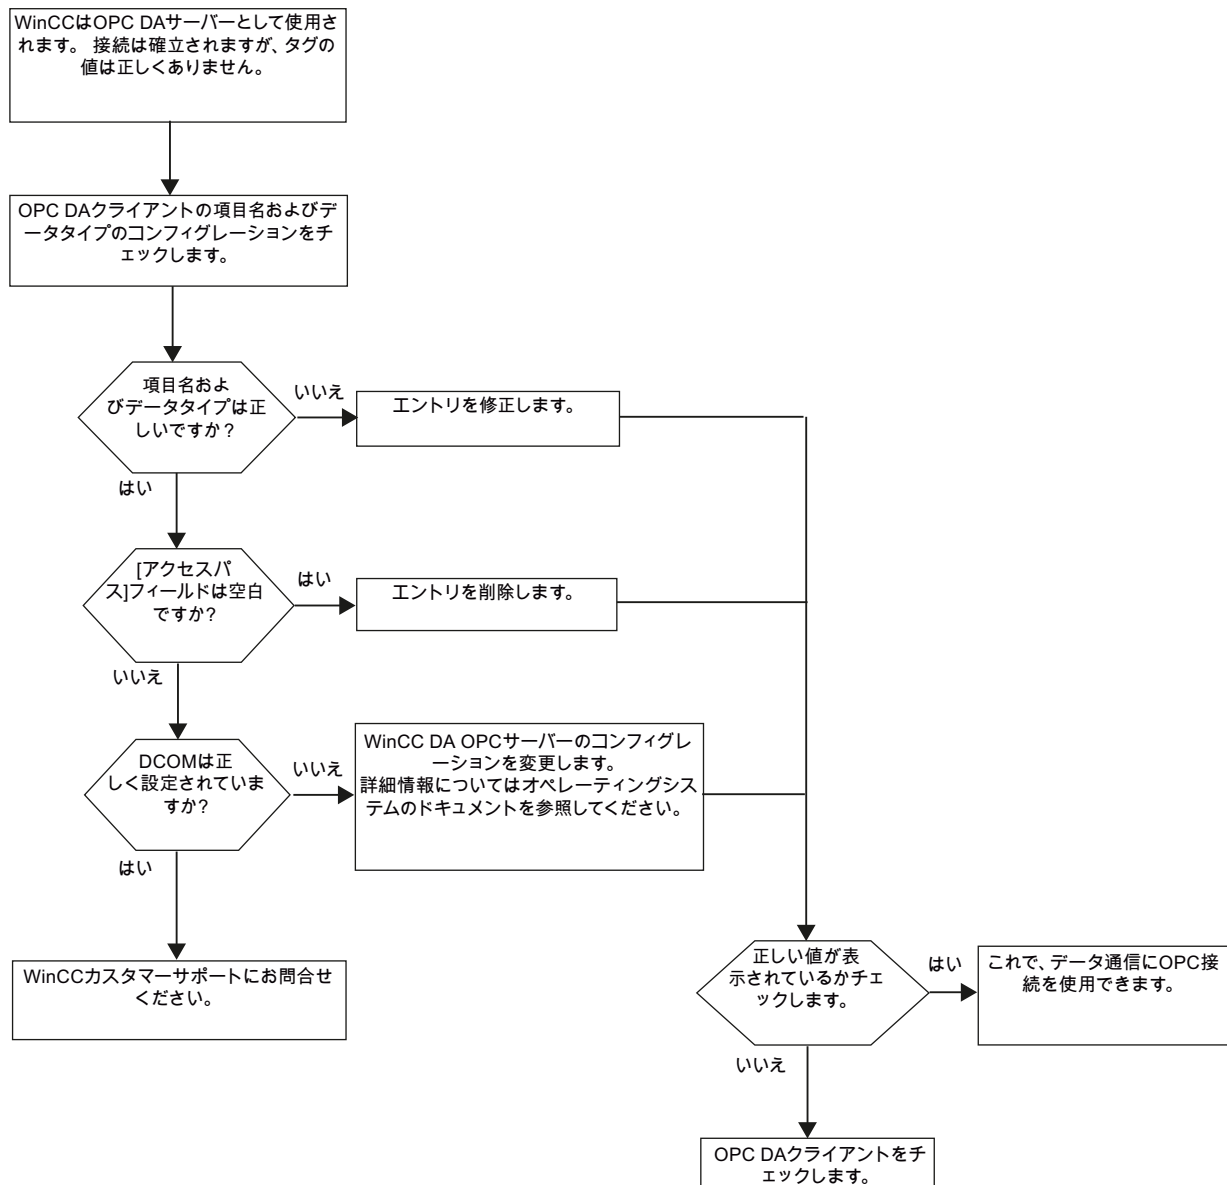 WinCCはOPC DAサーバーとして使用さ
れます。 接続は確立されますが、タグの
値は正しくありません。
OPC DAクライアントの項目名およびデ
ータタイプのコンフィグレーションをチ
ェックします。
項目名およ
びデータタイプは正
しいですか？
いいえ
エントリを修正します。
はい
[アクセスパ
ス]フィールドは空白
ですか?
はい
エントリを削除します。
いいえ
DCOMは正
しく設定されていま
すか?
いいえ
WinCC DA OPCサーバーのコンフィグレ
ーションを変更します。
詳細情報についてはオペレーティングシス
テムのドキュメントを参照してください。
はい
WinCCカスタマーサポートにお問合せ
ください。
正しい値が表
示されているかチェ
ックします。
はい
これで、データ通信にOPC接
続を使用できます。
いいえ
OPC DAクライアントをチ
ェックします。